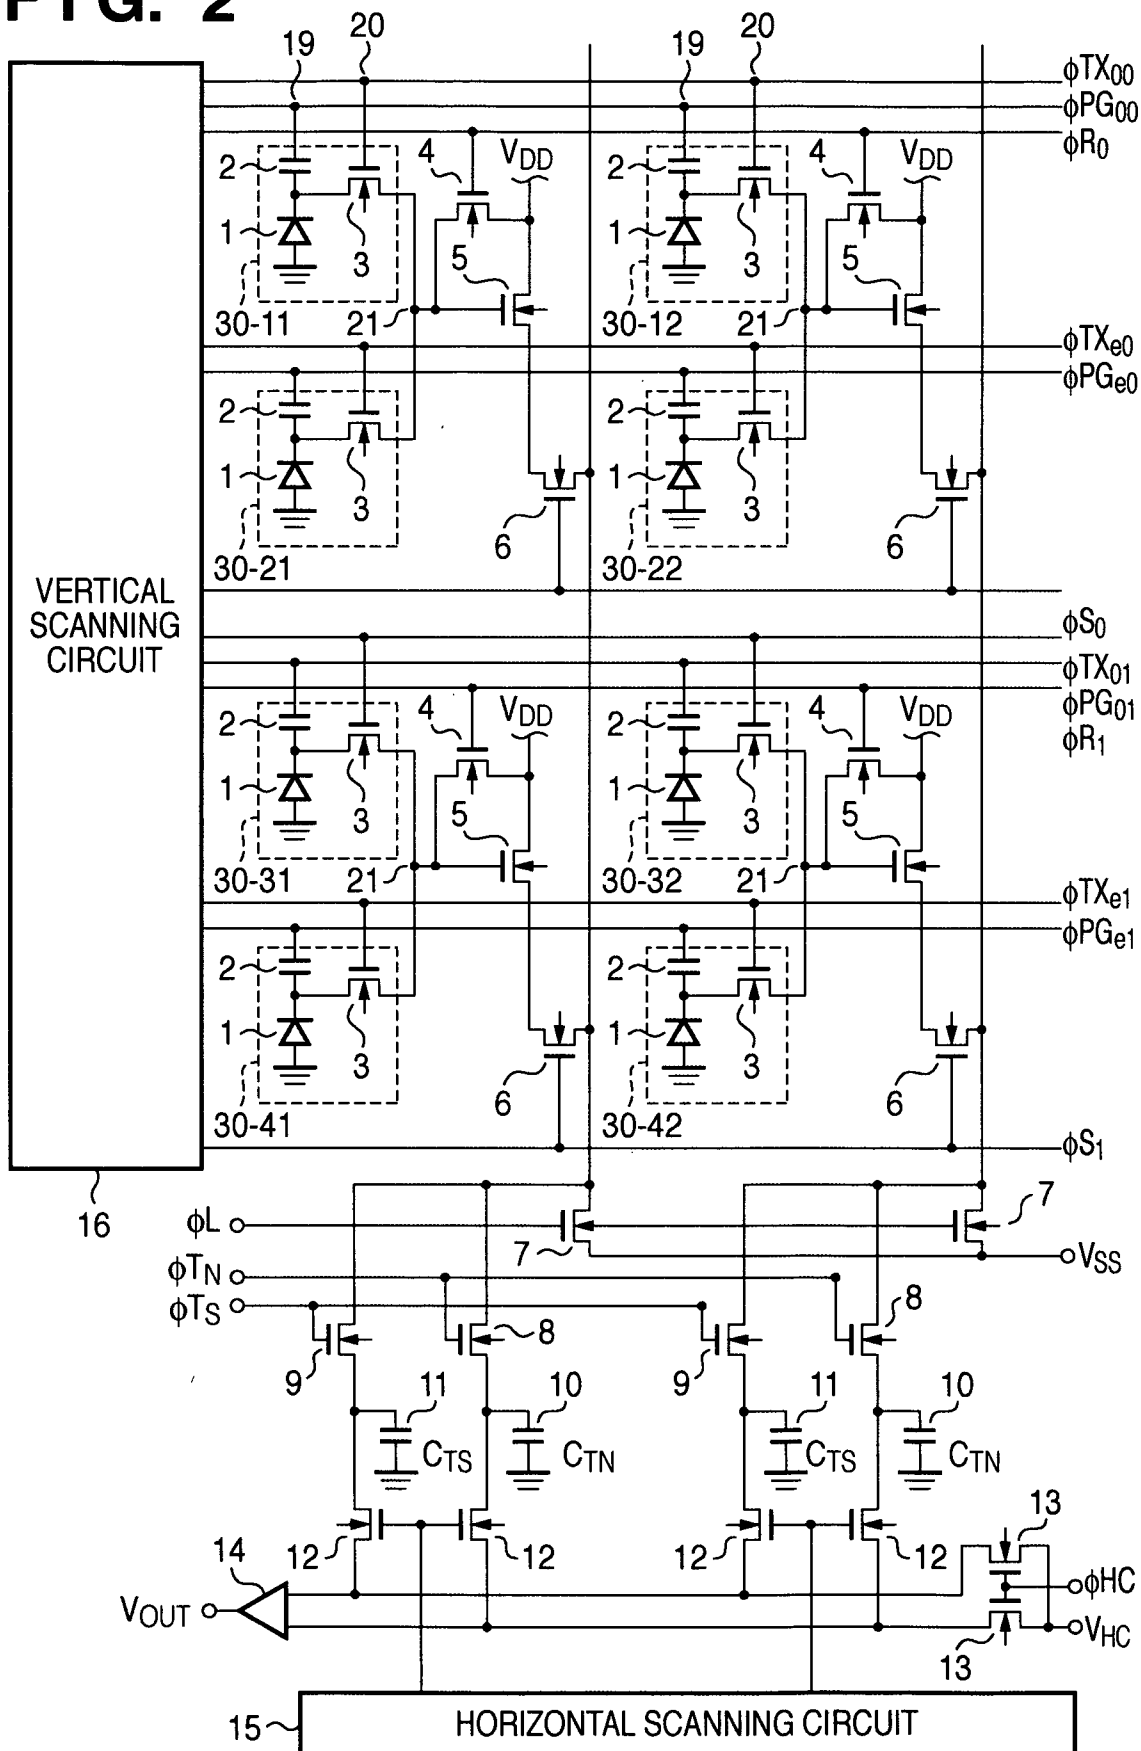 FIG. 2
19 20 19 20
ϕTX00
ϕPG00
ϕR0
2 4 VDD 2 4 VDD
1 3 5 1 3 5
30-11 21 30-12 21
ϕTXe0
ϕPGe0
2 2
1 3 1 3
6 6
30-21 30-22
VERTICAL
SCANNING
CIRCUIT
ϕS0
ϕTX01
ϕPG01
ϕR1
2 4 VDD 2 4 VDD
1 3 5 1 3 5
30-31 21 30-32 21
ϕTXe1
ϕPGe1
2 2
1 3 1 3
6 6
30-41 30-42
ϕS1
16
ϕL 7 7
VSS
ϕTN
ϕTS
9 8 9 8
11 10 11 10
CTS CTN CTS CTN
12 12 12 12
13
14
VOUT
ϕHC
VHC
13
15 HORIZONTAL SCANNING CIRCUIT